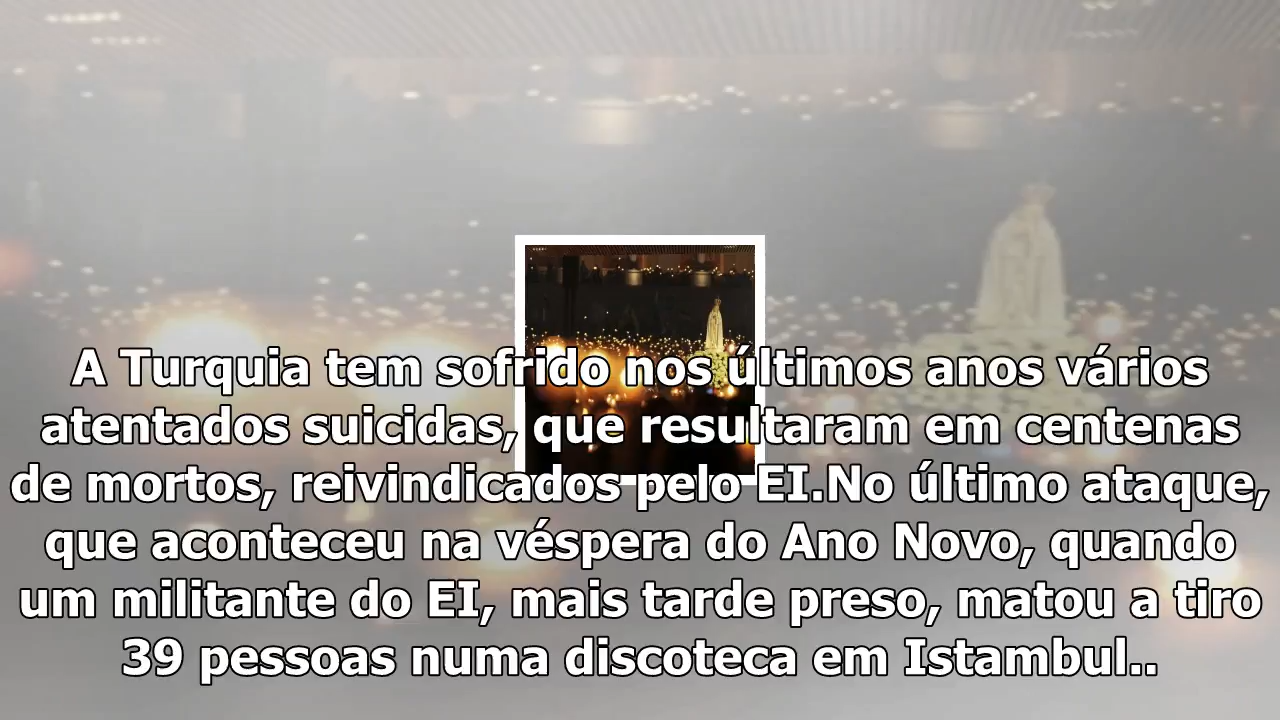 A Turquia tem sofrido nos últimos anos vários
atentados suicidas, que resultaram em centenas
de mortos, reivindicados pelo EI.No último ataque,
que aconteceu na véspera do Ano Novo, quando
um militante do EI, mais tarde preso, matou a tiro
39 pessoas numa discoteca em Istambul..